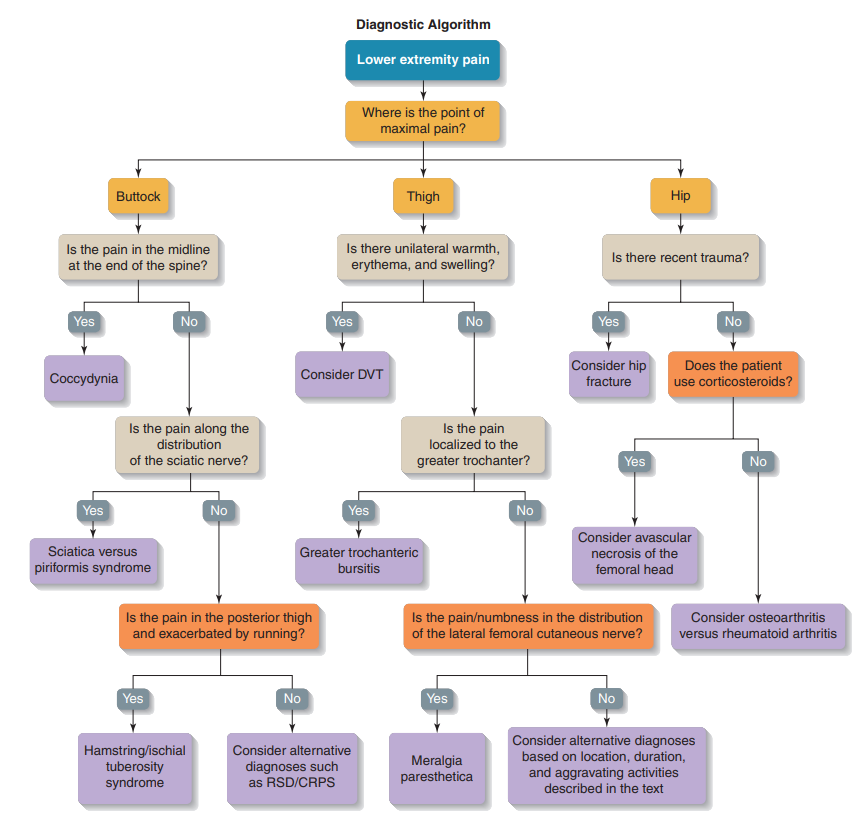 Diagnostic Algorithm
Lower extremity pain
Where is the point of
maximal pain?
Buttock
Thigh
Hip
Is the pain in the midline
at the end of the spine?
Is there unilateral warmth,
erythema, and swelling?
Is there recent trauma?
Yes
No
Yes
No
Yes
No
Coccydynia
Consider DVT
Consider hip
fracture
Does the patient
use corticosteroids?
Is the pain along the
distribution
of the sciatic nerve?
Is the pain
localized to the
greater trochanter?
Yes
No
Yes
No
Yes
No
Sciatica versus
piriformis syndrome
Greater trochanteric
bursitis
Consider avascular
necrosis of the
femoral head
Is the pain in the posterior thigh
and exacerbated by running?
Is the pain/numbness in the distribution
of the lateral femoral cutaneous nerve?
Consider osteoarthritis
versus rheumatoid arthritis
Yes
No
Yes
No
Hamstring/ischial
tuberosity
syndrome
Consider alternative
diagnoses such
as RSD/CRPS
Meralgia
paresthetica
Consider alternative diagnoses
based on location, duration,
and aggravating activities
described in the text